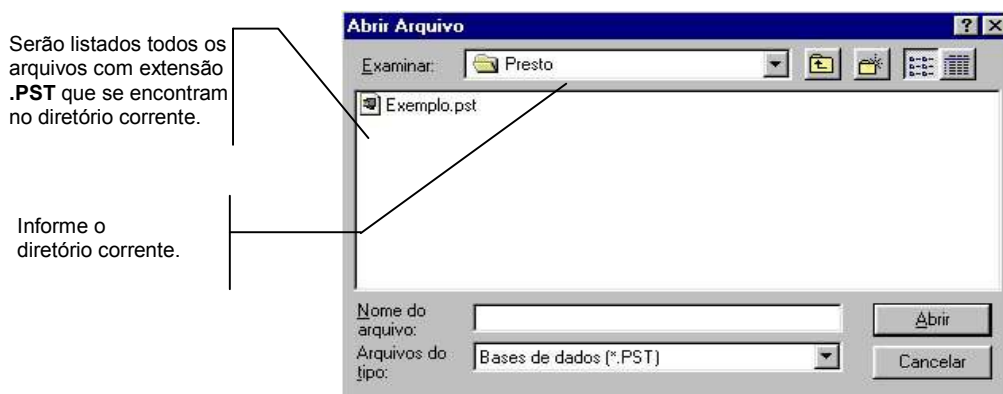 Serão listados todos os
arquivos com extensão
.PST que se encontram
no diretório corrente.
Informe o
diretório corrente.
Abrir Arquivo
Examinar:
Presto
Exemplo.pst
Nome do
arquivo:
Abrir
Arquivos do
tipo:
Bases de dados (*.PST)
Cancelar